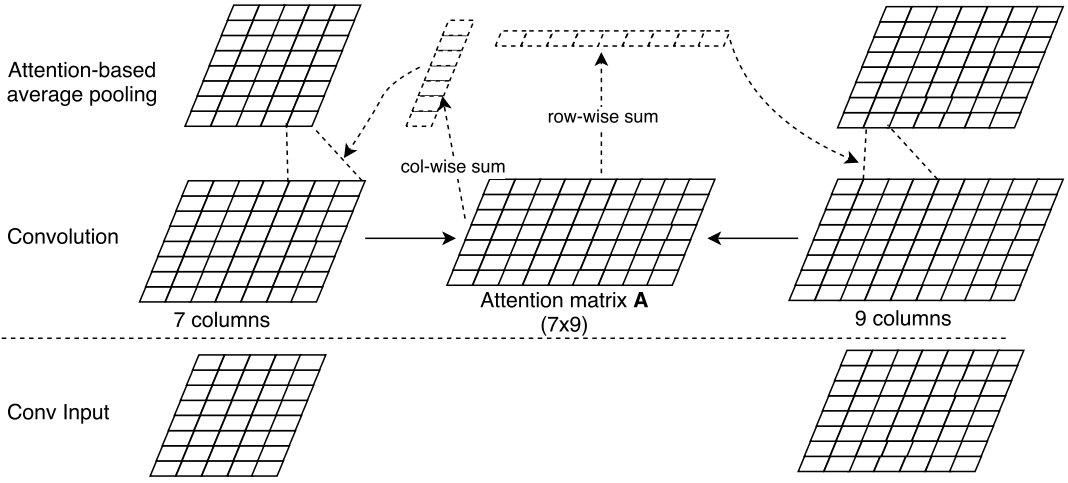 Attention-based
average pooling
row-wise sum
col-wise sum
Convolution
Attention matrix A
(7x9)
7 columns
9 columns
Conv Input